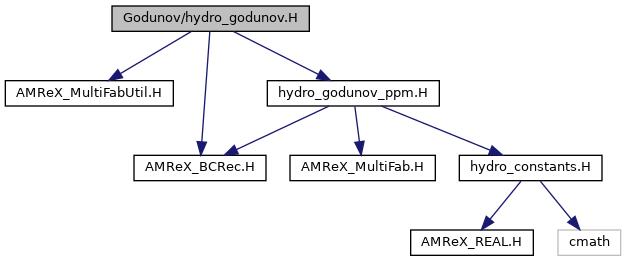 Godunov/hydro_godunov.H
AMReX_MultiFabUtil.H
hydro_godunov_ppm.H
AMReX_BCRec.H
AMReX_MultiFab.H
hydro_constants.H
AMReX_REAL.H
cmath